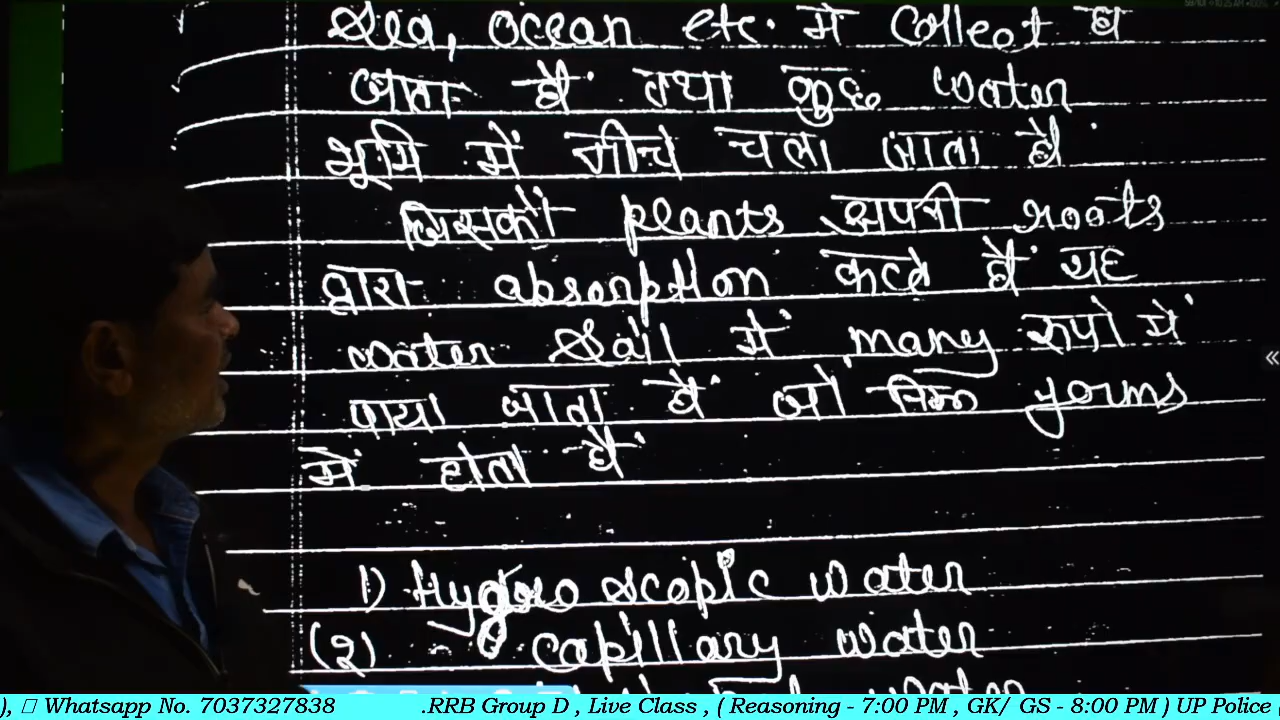 Sea, ocean etc. में collect हो
जाता है तथा कुछ water
भूमि में नीचे चला जाता है
जिसको plants अपनी roots
द्वारा absorption करते हैं यह
water Soil में many रुपो में
पाया जाता है जो निम्न forms
में होता है
1) Hygroscopic water
(२) capillary water
water
), Whatsapp No. 7037327838 .RRB Group D , Live Class , ( Reasoning - 7:00 PM , GK/ GS - 8:00 PM ) UP Police